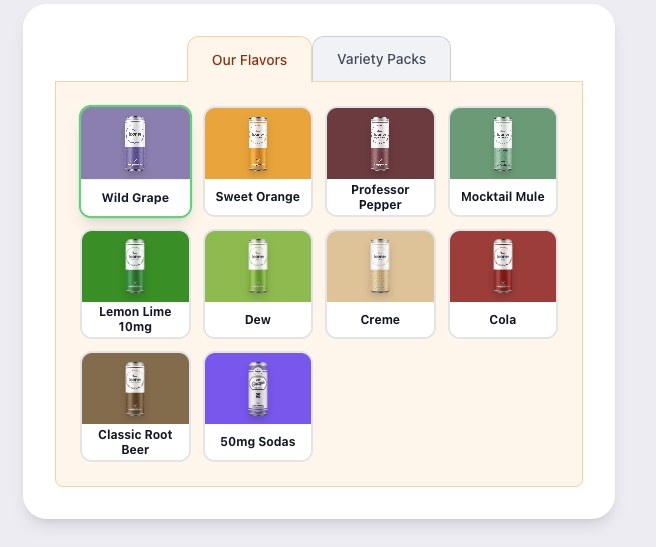 Our Flavors
Variety Packs
Wild Grape
Sweet Orange
Professor
Pepper
Mocktail Mule
Lemon Lime
10mg
Dew
Creme
Cola
Classic Root
Beer
50mg Sodas